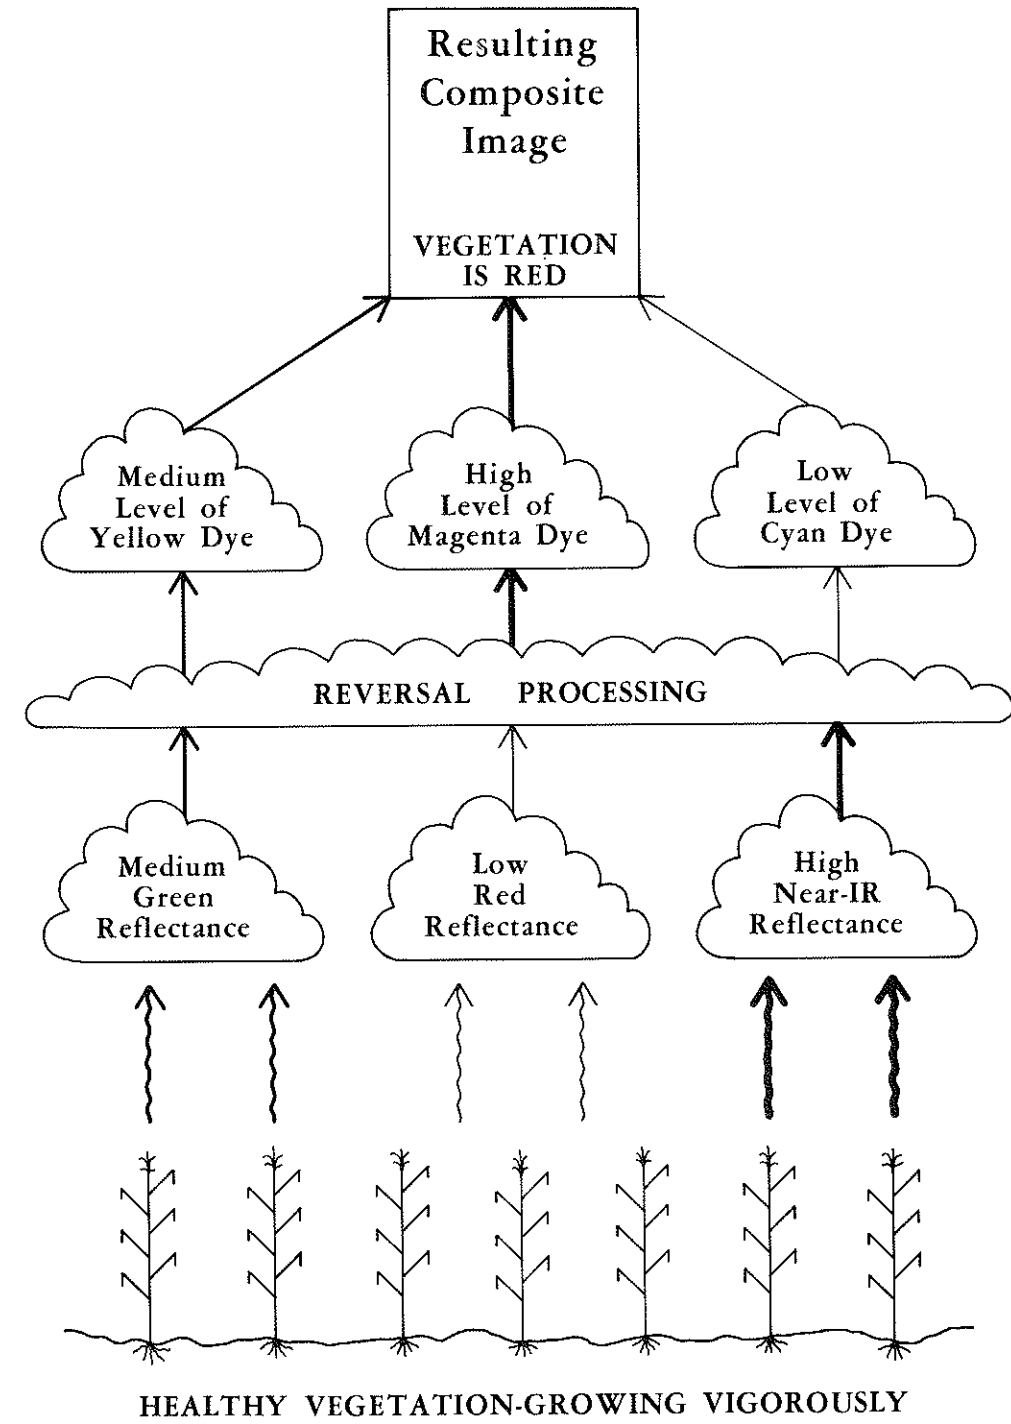 Resulting
Composite
Image
VEGETATION
IS RED
Medium
Level of
Yellow Dye
High
Level of
Magenta Dye
Low
Level of
Cyan Dye
REVERSAL PROCESSING
Medium
Green
Reflectance
Low
Red
Reflectance
High
Near-IR
Reflectance
HEALTHY VEGETATION-GROWING VIGOROUSLY